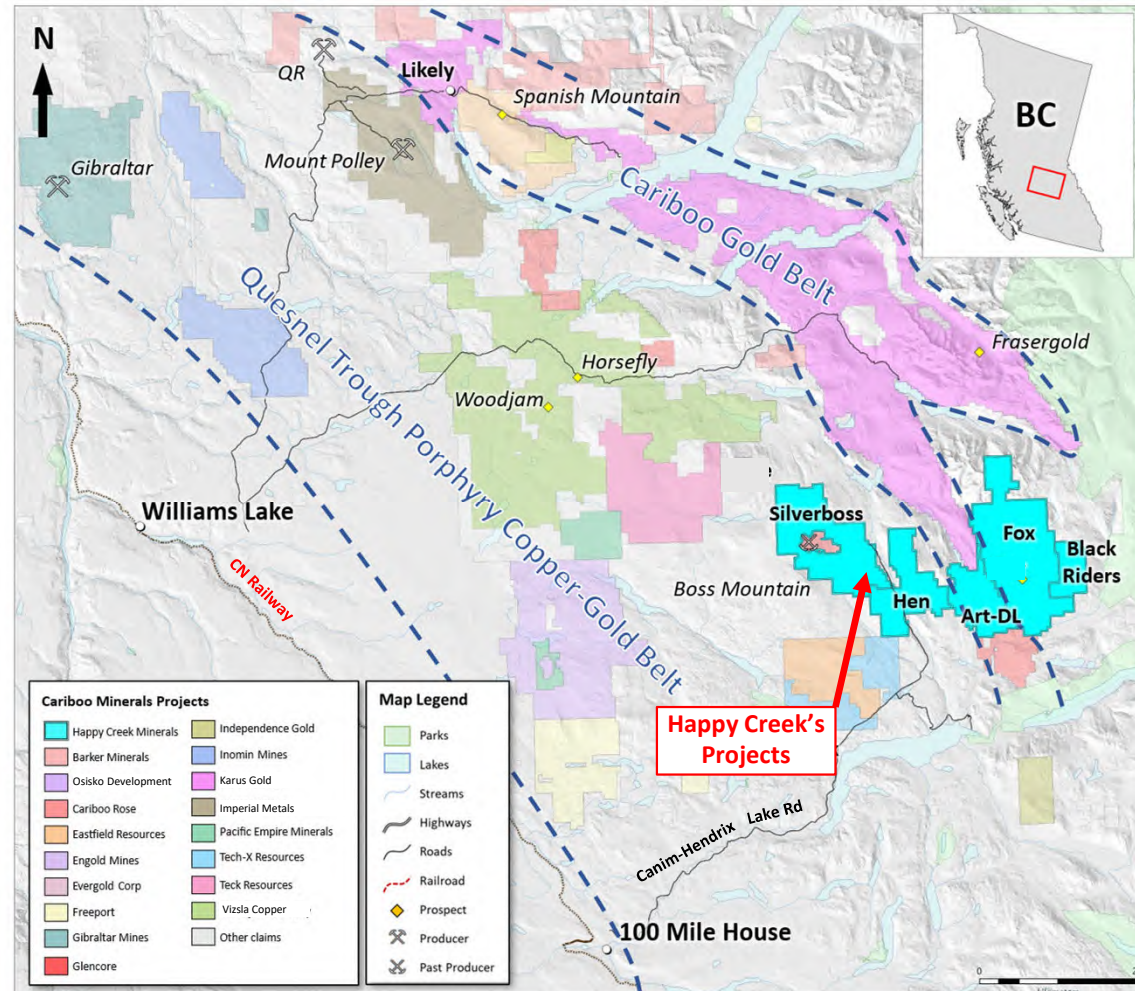 N
QR
Likely
Spanish Mountain
BC
Gibraltar
Mount Polley
Cariboo Gold Belt
Quesnel Trough Porphyry Copper-Gold Belt
Frasergold
Horsefly
Woodjam
Williams Lake
CN Railway
Silverboss
Fox
Black
Riders
Boss Mountain
Hen
Art-DL
Happy Creek's
Projects
Canim-Hendrix Lake Rd
100 Mile House
Cariboo Minerals Projects
Happy Creek Minerals
Barker Minerals
Osisko Development
Cariboo Rose
Eastfield Resources
Engold Mines
Evergold Corp
Freeport
Gibraltar Mines
Glencore
Independence Gold
Inomin Mines
Karus Gold
Imperial Metals
Pacific Empire Minerals
Tech-X Resources
Teck Resources
Vizsla Copper
Other claims
Map Legend
Parks
Lakes
Streams
Highways
Roads
Railroad
Prospect
Producer
Past Producer
0